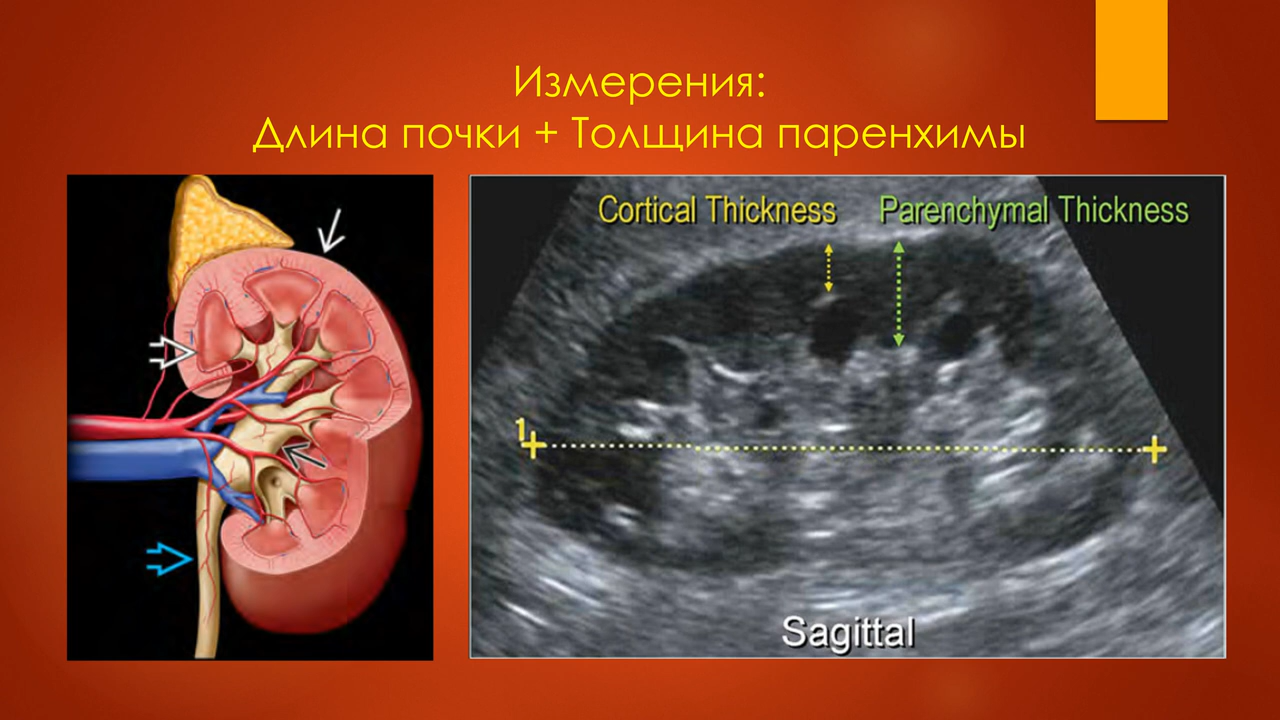 Измерения:
Длина почки + Толщина паренхимы
Cortical Thickness Parenchymal Thickness
1
Sagittal